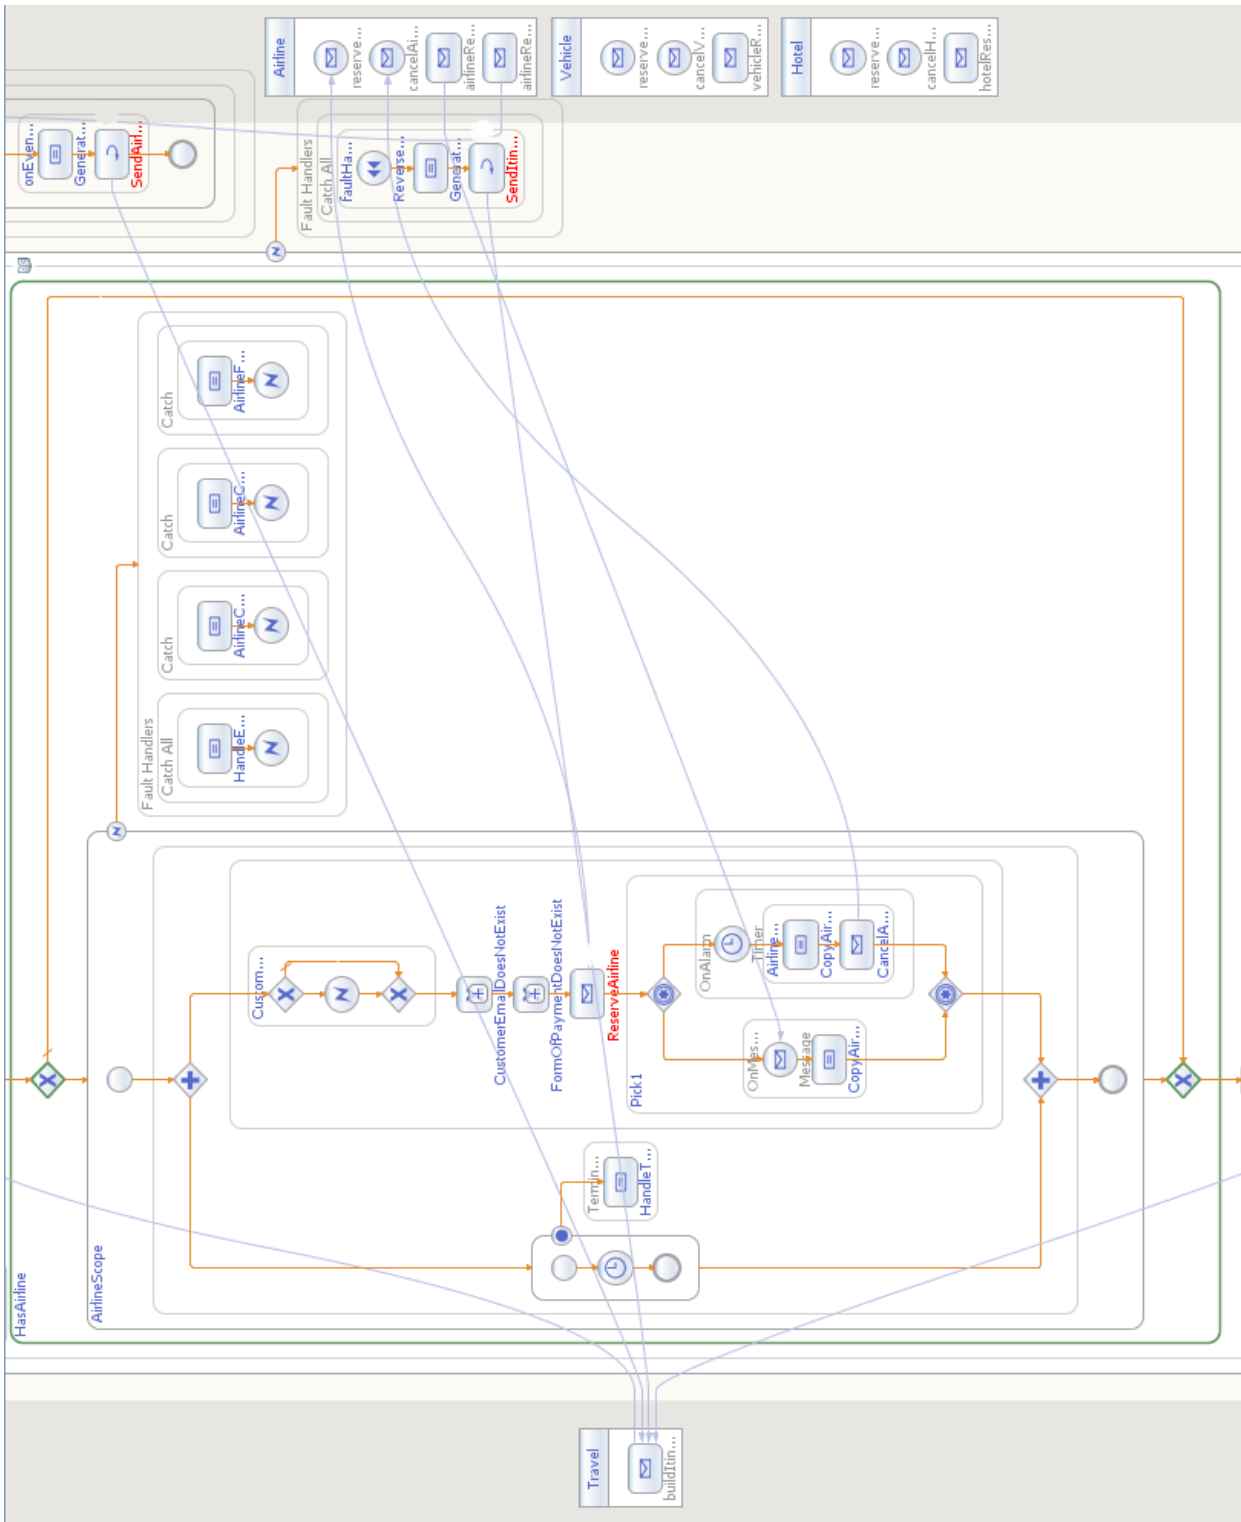 Airline
reserve...
cancelAi...
airlineRe...
airlineRe...
Vehicle
reserve...
cancelV...
vehicleR...
Hotel
reserve...
cancelH...
hotelRes...
onEven...
Generat...
SendAirl...
Fault Handlers
Catch All
faultHa...
Reverse...
Generat...
SendItin...
HasAirline
AirlineScope
Fault Handlers
Catch All
HandleE...
Catch
AirlineC...
Catch
AirlineC...
Catch
AirlineF...
Custom...
CustomerEmailDoesNotExist
FormOfPaymentDoesNotExist
ReserveAirline
Pick1
OnMes...
Message
CopyAir...
OnAlarm
Timer
Airline...
CopyAir...
CancelA...
Termin...
HandleT...
Travel
buildItin...